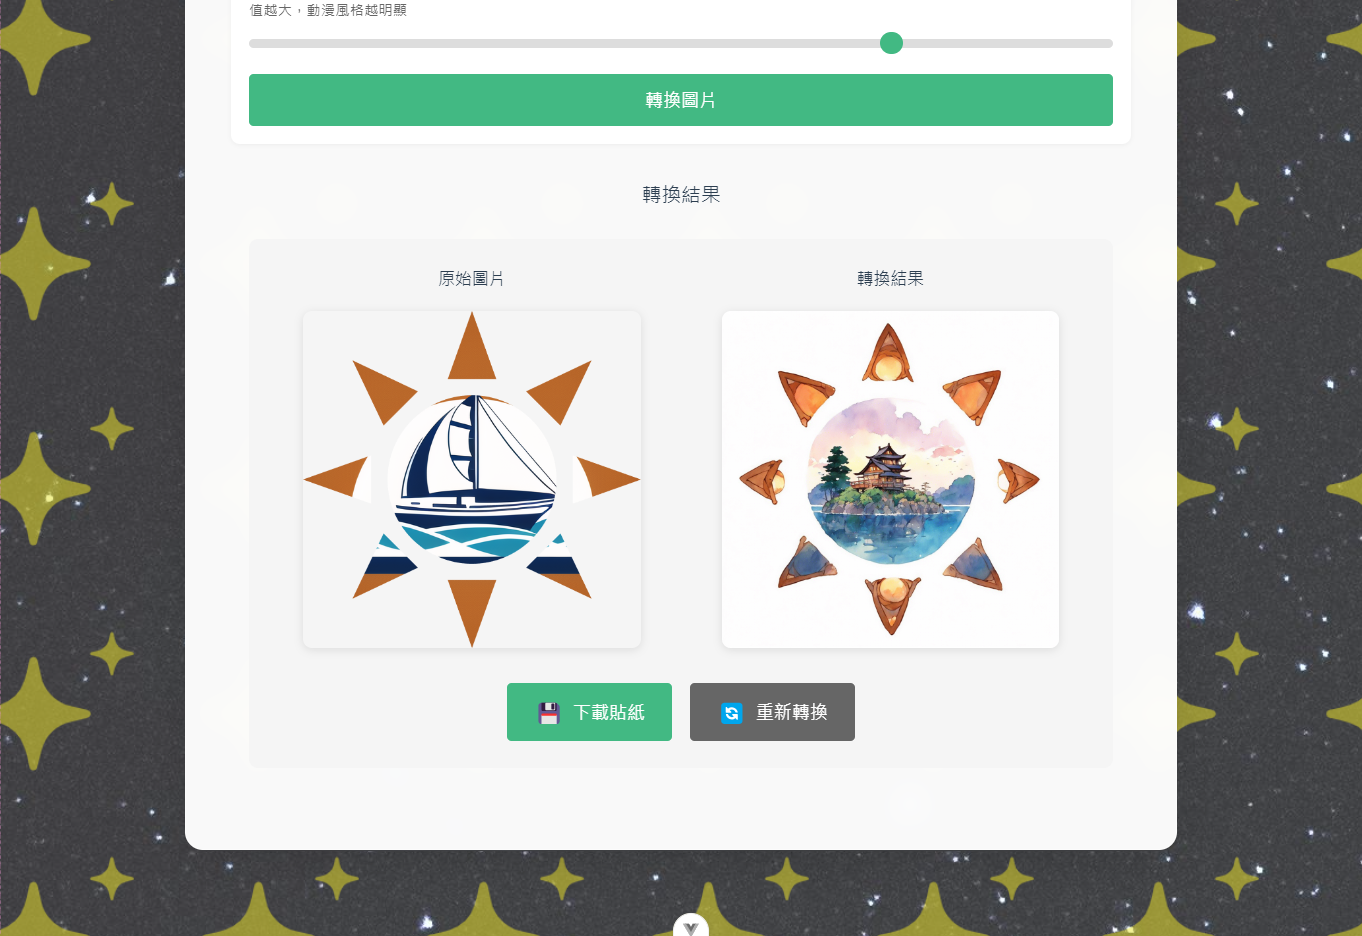 值越大，動漫風格越明顯
轉換圖片
轉換結果
原始圖片
轉換結果
下載貼紙
重新轉換